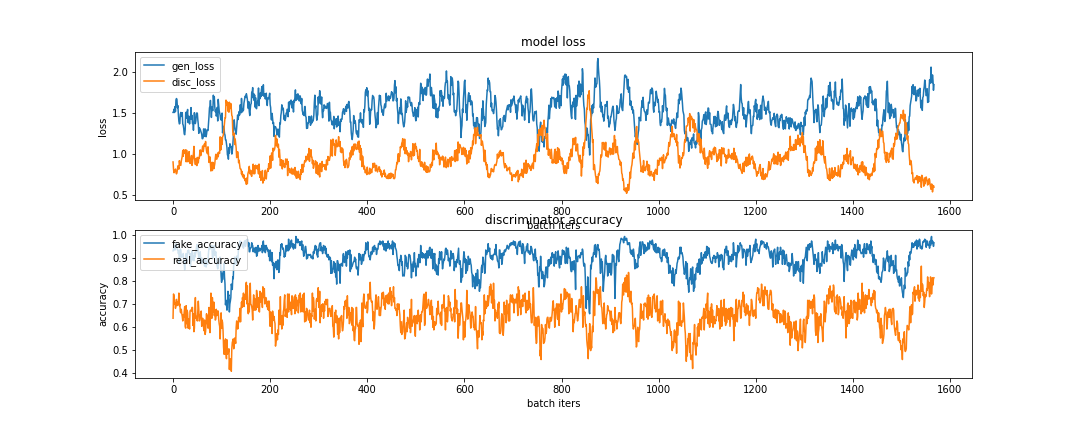 model loss
gen_loss
disc_loss
loss
2.0
1.5
1.0
0.5
0 200 400 600 800 1000 1200 1400 1600
batch iters
discriminator accuracy
fake_accuracy
real_accuracy
accuracy
1.0
0.9
0.8
0.7
0.6
0.5
0.4
0 200 400 600 800 1000 1200 1400 1600
batch iters